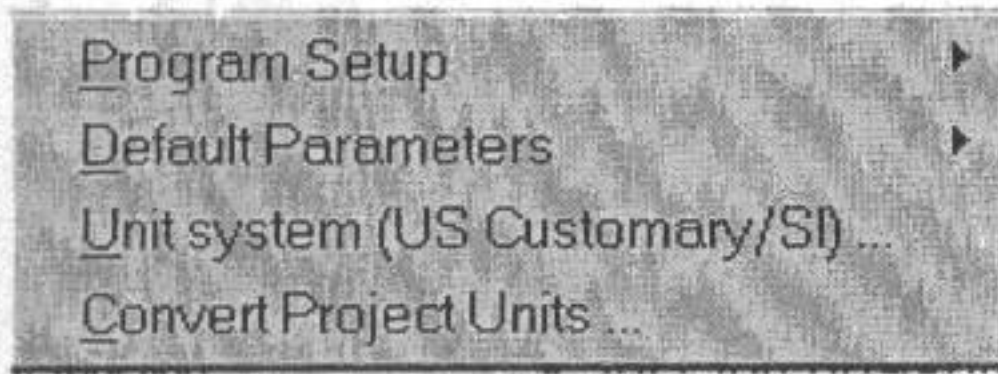 Program Setup
Default Parameters
Unit system (US Customary/SI) ...
Convert Project Units ...